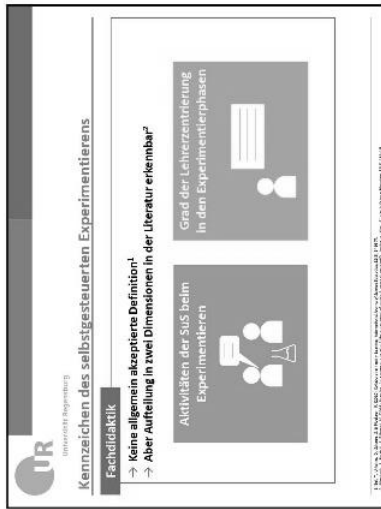 UR
Universität Regensburg
Kennzeichen des selbstgesteuerten Experimentierens
Fachdidaktik
→ Keine allgemein akzeptierte Definition¹
→ Aber Aufteilung in zwei Dimensionen in der Literatur erkennbar²
Aktivitäten der SuS beim
Experimentieren
Grad der Lehrerzentrierung
in den Experimentierphasen